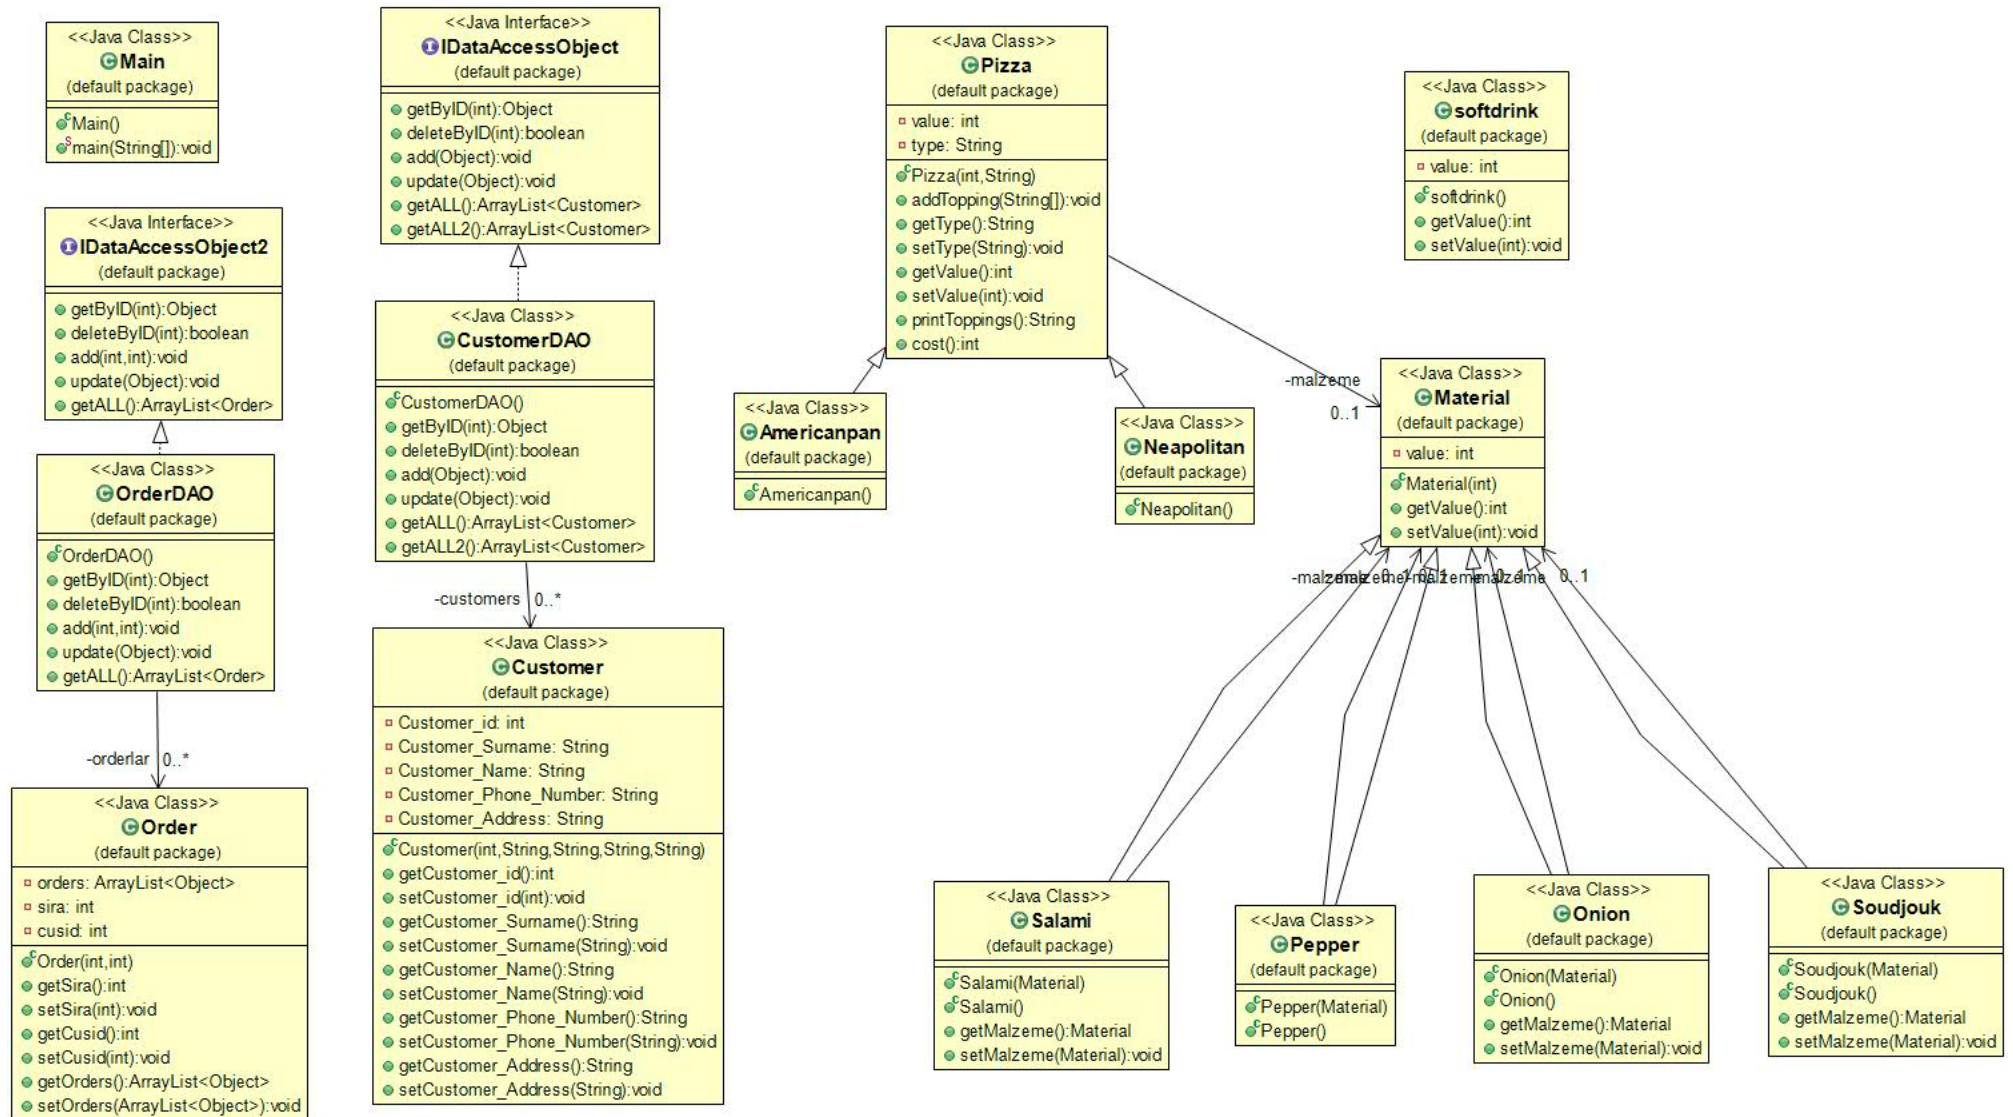 <<Java Class>>
Main
(default package)
Main()
main(String[]):void
<<Java Interface>>
IDataAccessObject2
(default package)
getByID(int):Object
deleteByID(int):boolean
add(int,int):void
update(Object):void
getALL():ArrayList<Order>
<<Java Class>>
OrderDAO
(default package)
OrderDAO()
getByID(int):Object
deleteByID(int):boolean
add(int,int):void
update(Object):void
getALL():ArrayList<Order>
-orderlar 0..*
<<Java Class>>
Order
(default package)
orders: ArrayList<Object>
sira: int
cusid: int
Order(int,int)
getSira():int
setSira(int):void
getCusid():int
setCusid(int):void
getOrders():ArrayList<Object>
setOrders(ArrayList<Object>):void
<<Java Interface>>
IDataAccessObject
(default package)
getByID(int):Object
deleteByID(int):boolean
add(Object):void
update(Object):void
getALL():ArrayList<Customer>
getALL2():ArrayList<Customer>
<<Java Class>>
CustomerDAO
(default package)
CustomerDAO()
getByID(int):Object
deleteByID(int):boolean
add(Object):void
update(Object):void
getALL():ArrayList<Customer>
getALL2():ArrayList<Customer>
-customers 0..*
<<Java Class>>
Customer
(default package)
Customer_id: int
Customer_Surname: String
Customer_Name: String
Customer_Phone_Number: String
Customer_Address: String
Customer(int,String,String,String,String)
getCustomer_id():int
setCustomer_id(int):void
getCustomer_Surname():String
setCustomer_Surname(String):void
getCustomer_Name():String
setCustomer_Name(String):void
getCustomer_Phone_Number():String
setCustomer_Phone_Number(String):void
getCustomer_Address():String
setCustomer_Address(String):void
<<Java Class>>
Pizza
(default package)
value: int
type: String
Pizza(int,String)
addTopping(String[]):void
getType():String
setType(String):void
getValue():int
setValue(int):void
printToppings():String
cost():int
<<Java Class>>
Americanpan
(default package)
Americanpan()
<<Java Class>>
Neapolitan
(default package)
Neapolitan()
<<Java Class>>
softdrink
(default package)
value: int
softdrink()
getValue():int
setValue(int):void
-malzeme
0..1
<<Java Class>>
Material
(default package)
value: int
Material(int)
getValue():int
setValue(int):void
-malzeme 0..1
<<Java Class>>
Salami
(default package)
Salami(Material)
Salami()
getMalzeme():Material
setMalzeme(Material):void
<<Java Class>>
Pepper
(default package)
Pepper(Material)
Pepper()
<<Java Class>>
Onion
(default package)
Onion(Material)
Onion()
getMalzeme():Material
setMalzeme(Material):void
<<Java Class>>
Soudjouk
(default package)
Soudjouk(Material)
Soudjouk()
getMalzeme():Material
setMalzeme(Material):void